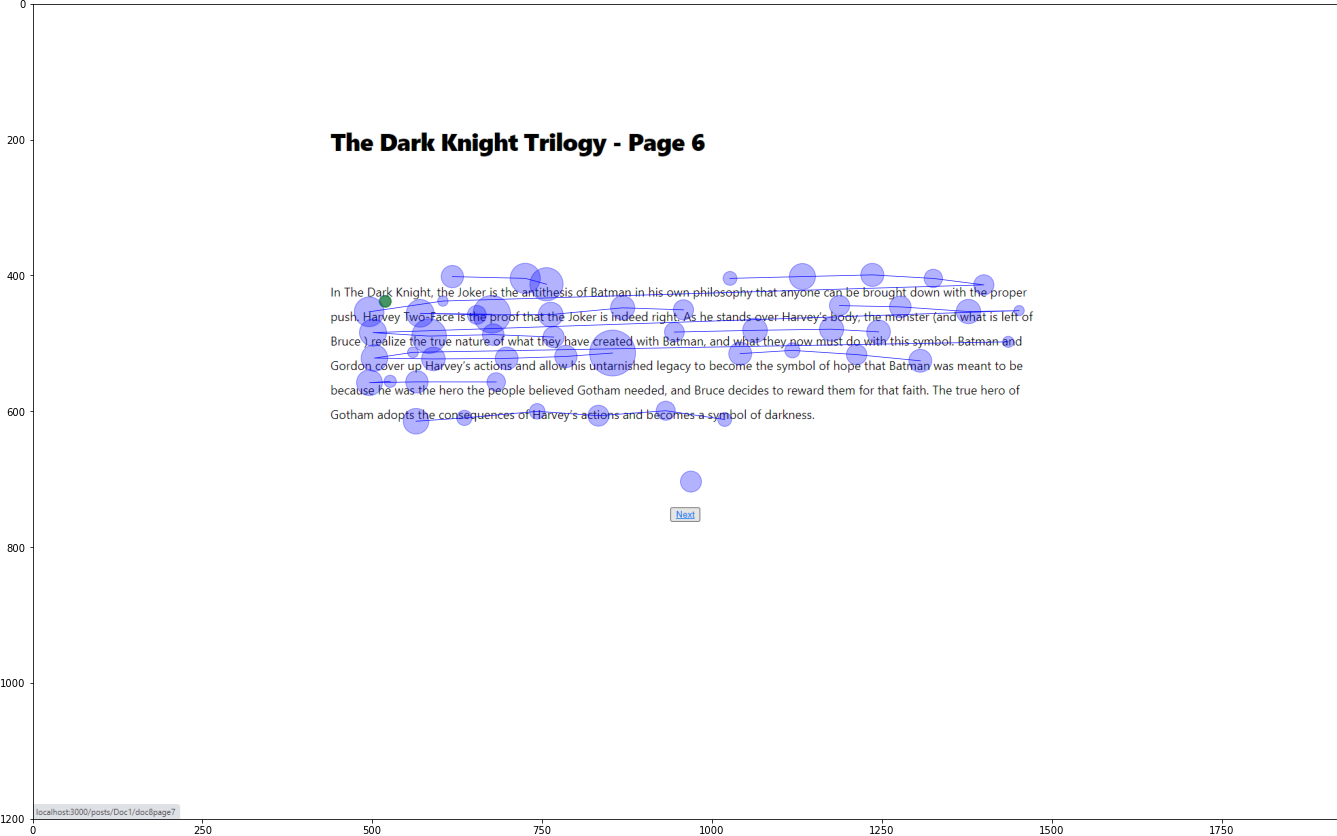 The Dark Knight Trilogy - Page 6
In The Dark Knight, the Joker is the antithesis of Batman in his own philosophy that anyone can be brought down with the proper
push. Harvey Two-Face is the proof that the Joker is indeed right. As he stands over Harvey's body, the monster (and what is left of
Bruce) realize the true nature of what they have created with Batman, and what they now must do with this symbol. Batman and
Gordon cover up Harvey's actions and allow his untarnished legacy to become the symbol of hope that Batman was meant to be
because he was the hero the people believed Gotham needed, and Bruce decides to reward them for that faith. The true hero of
Gotham adopts the consequences of Harvey's actions and becomes a symbol of darkness.
Next
localhost:3000/posts/Doc1/doc8page7
0
200
400
600
800
1000
1200
0 250 500 750 1000 1250 1500 1750